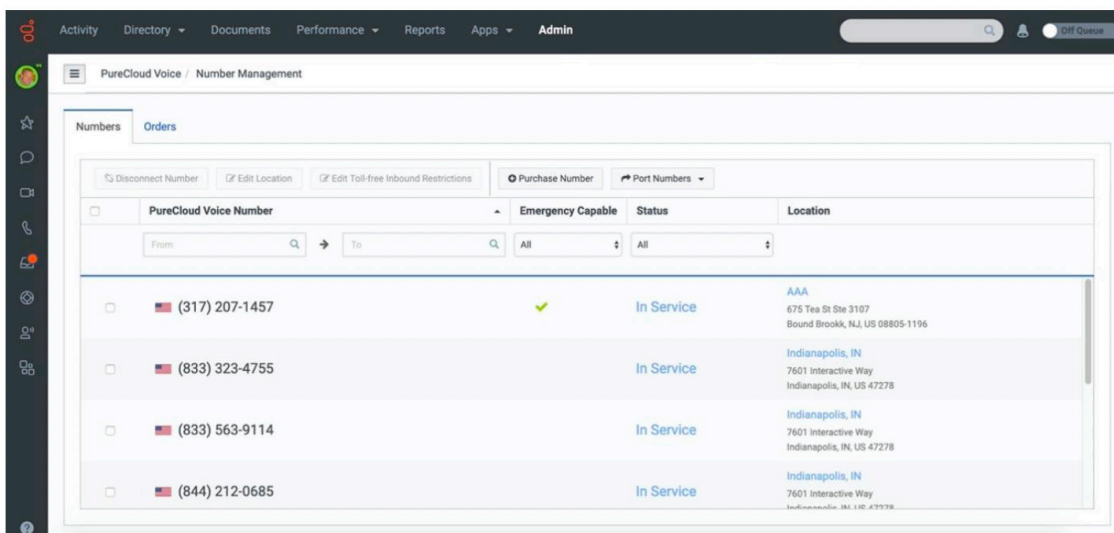 Activity Directory Documents Performance Reports Apps Admin Off Queue
PureCloud Voice / Number Management
Numbers Orders
Disconnect Number Edit Location Edit Toll-free Inbound Restrictions Purchase Number Port Numbers
PureCloud Voice Number Emergency Capable Status Location
From To All All
(317) 207-1457 In Service AAA
675 Tea St Ste 3107
Bound Brookk, NJ, US 08805-1196
(833) 323-4755 In Service Indianapolis, IN
7601 Interactive Way
Indianapolis, IN, US 47278
(833) 563-9114 In Service Indianapolis, IN
7601 Interactive Way
Indianapolis, IN, US 47278
(844) 212-0685 In Service Indianapolis, IN
7601 Interactive Way
Indianapolis, IN, US 47278